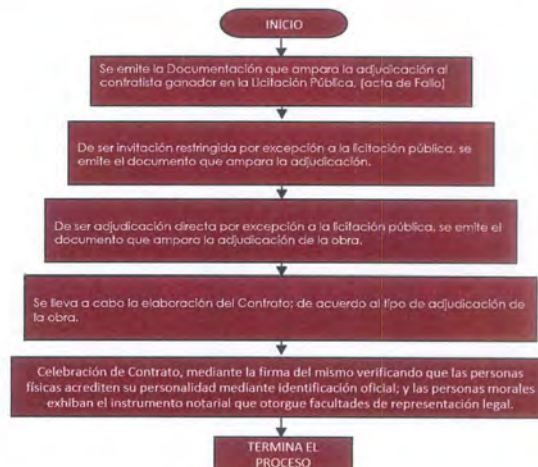 INICIO
Se emite la Documentación que ampara la adjudicación al
contratista ganador en la Licitación Pública. (acta de Fallo)
De ser invitación restringida por excepción a la licitación pública, se
emite el documento que ampara la adjudicación.
De ser adjudicación directa por excepción a la licitación pública, se emite el
documento que ampara la adjudicación de la obra.
Se lleva a cabo la elaboración del Contrato; de acuerdo al tipo de adjudicación de
la obra.
Celebración de Contrato, mediante la firma del mismo verificando que las personas
físicas acrediten su personalidad mediante identificación oficial; y las personas morales
exhiban el instrumento notarial que otorgue facultades de representación legal.
TERMINA EL
PROCESO